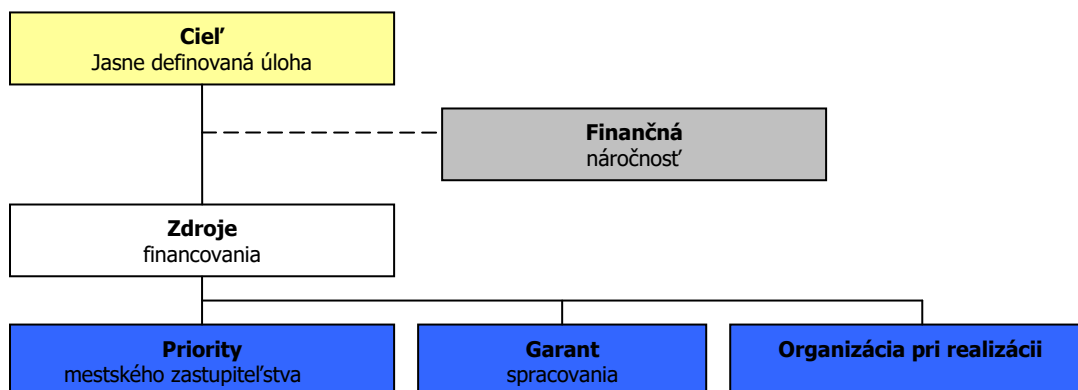 Cieľ
Jasne definovaná úloha
Finančná
náročnosť
Zdroje
financovania
Priority
mestského zastupiteľstva
Garant
spracovania
Organizácia pri realizácii